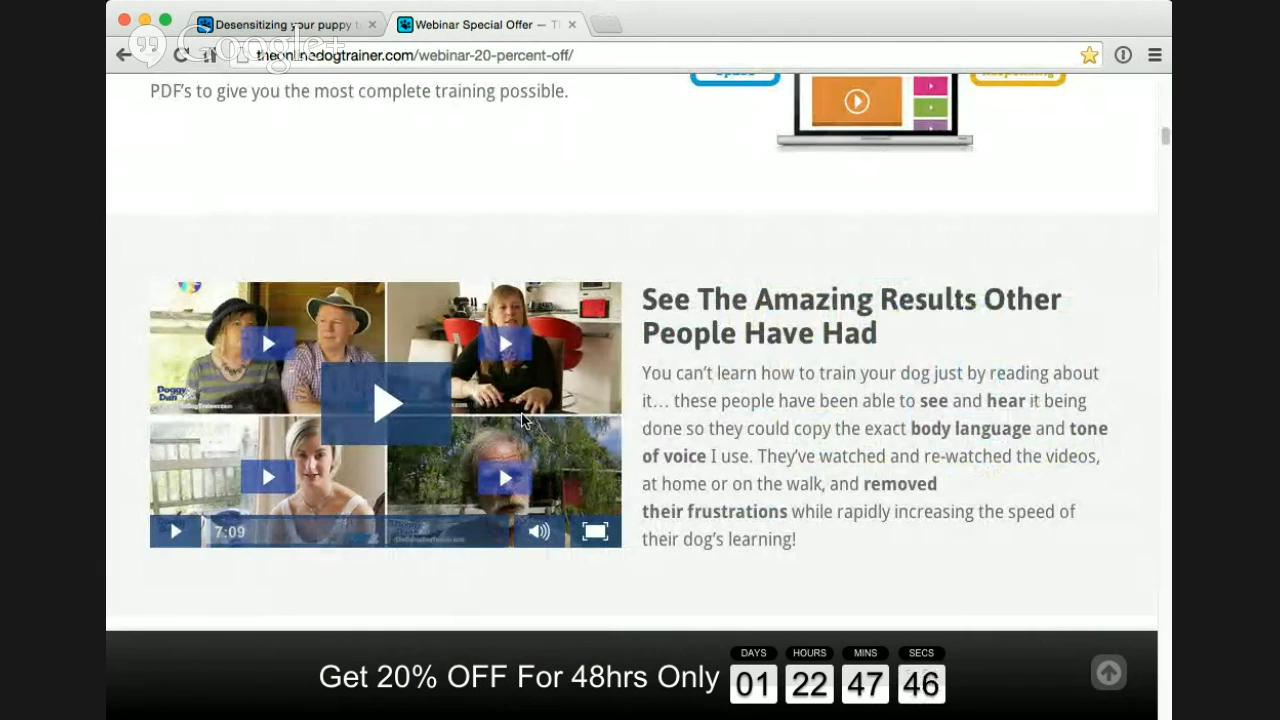 Desensitizing your puppy t
Webinar Special Offer — T
Google+
theonlinedogtrainer.com/webinar-20-percent-off/
PDF's to give you the most complete training possible.
See The Amazing Results Other
People Have Had
You can't learn how to train your dog just by reading about
it… these people have been able to see and hear it being
done so they could copy the exact body language and tone
of voice I use. They've watched and re-watched the videos,
at home or on the walk, and removed
their frustrations while rapidly increasing the speed of
their dog's learning!
Doggy
Dan
7:09
Get 20% OFF For 48hrs Only
DAYS HOURS MINS SECS
01 22 47 46